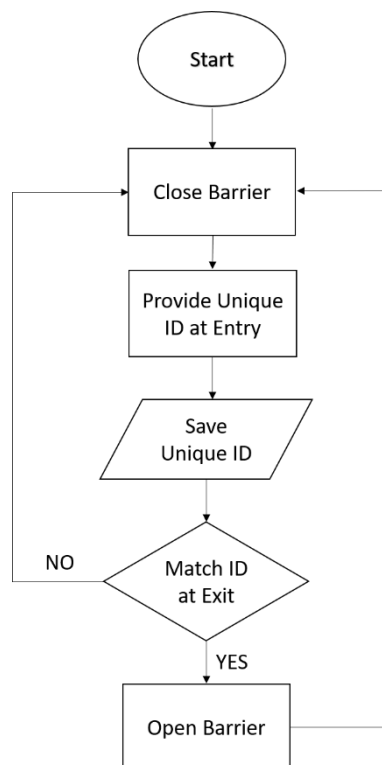 Start
Close Barrier
Provide Unique
ID at Entry
Save
Unique ID
NO
Match ID
at Exit
YES
Open Barrier